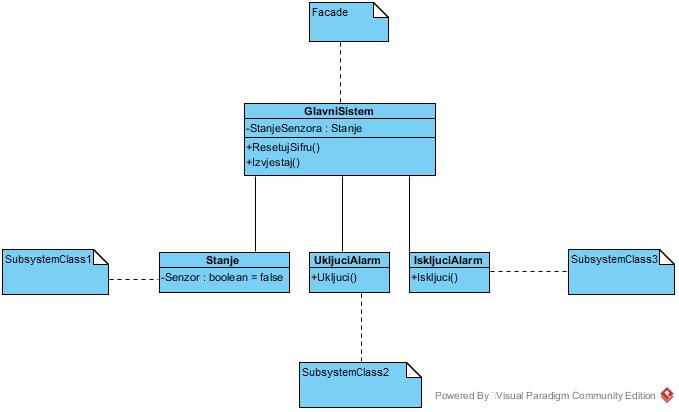 Facade
GlavniSistem
-StanjeSenzora : Stanje
+ResetujSifru()
+Izvjestaj()
SubsystemClass1
Stanje
-Senzor : boolean = false
UkljuciAlarm
+Ukljuci()
IskljuciAlarm
+Iskljuci()
SubsystemClass3
SubsystemClass2
Powered By Visual Paradigm Community Edition